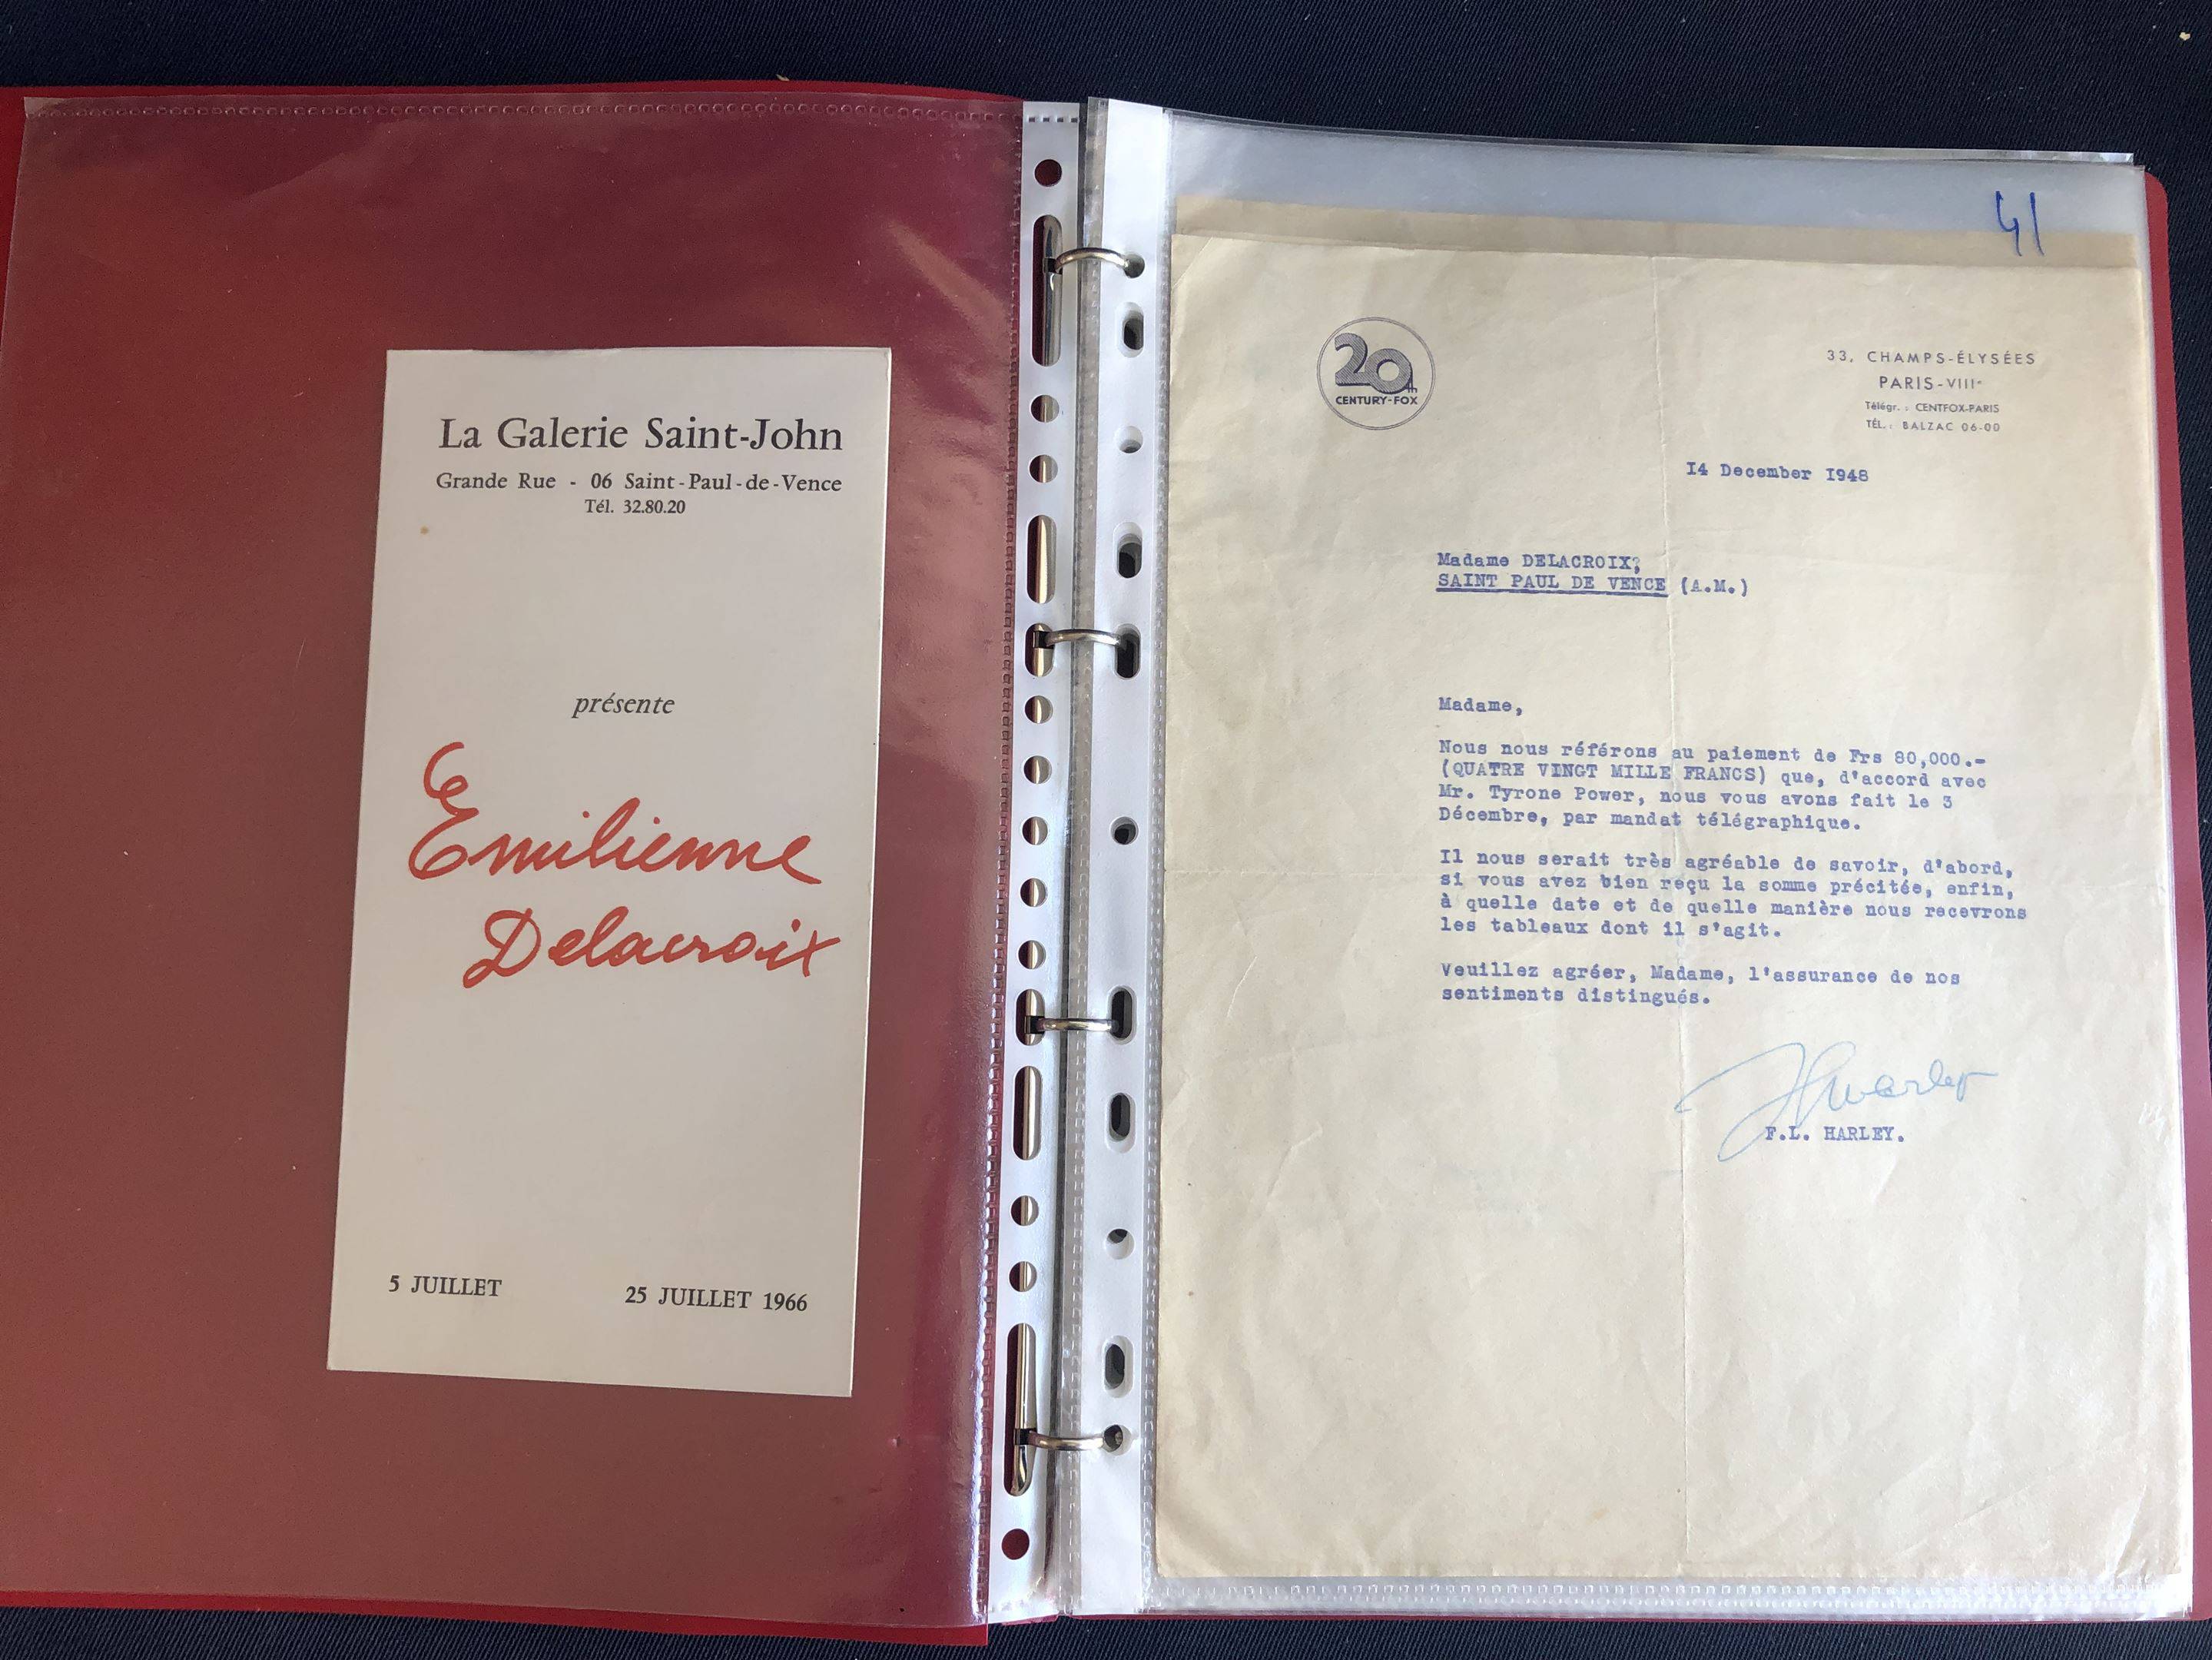 La Galerie Saint-John
Grande Rue - 06 Saint-Paul-de-Vence
Tél. 32.80.20
présente
Emilienne
Delacroix
5 JUILLET 25 JUILLET 1966
41
20th
CENTURY-FOX
33, CHAMPS-ÉLYSÉES
PARIS-VIIIe
Télégr. : CENTFOX-PARIS
TÉL. : BALZAC 06-00
I4 December I948
Madame DELACROIX,
SAINT PAUL DE VENCE (A.M.)
Madame,
Nous nous référons au paiement de Frs 80,000.-
(QUATRE VINGT MILLE FRANCS) que, d'accord avec
Mr. Tyrone Power, nous vous avons fait le 3
Décembre, par mandat télégraphique.
Il nous serait très agréable de savoir, d'abord,
si vous avez bien reçu la somme précitée, enfin,
à quelle date et de quelle manière nous recevrons
les tableaux dont il s'agit.
Veuillez agréer, Madame, l'assurance de nos
sentiments distingués.
F.L. HARLEY.